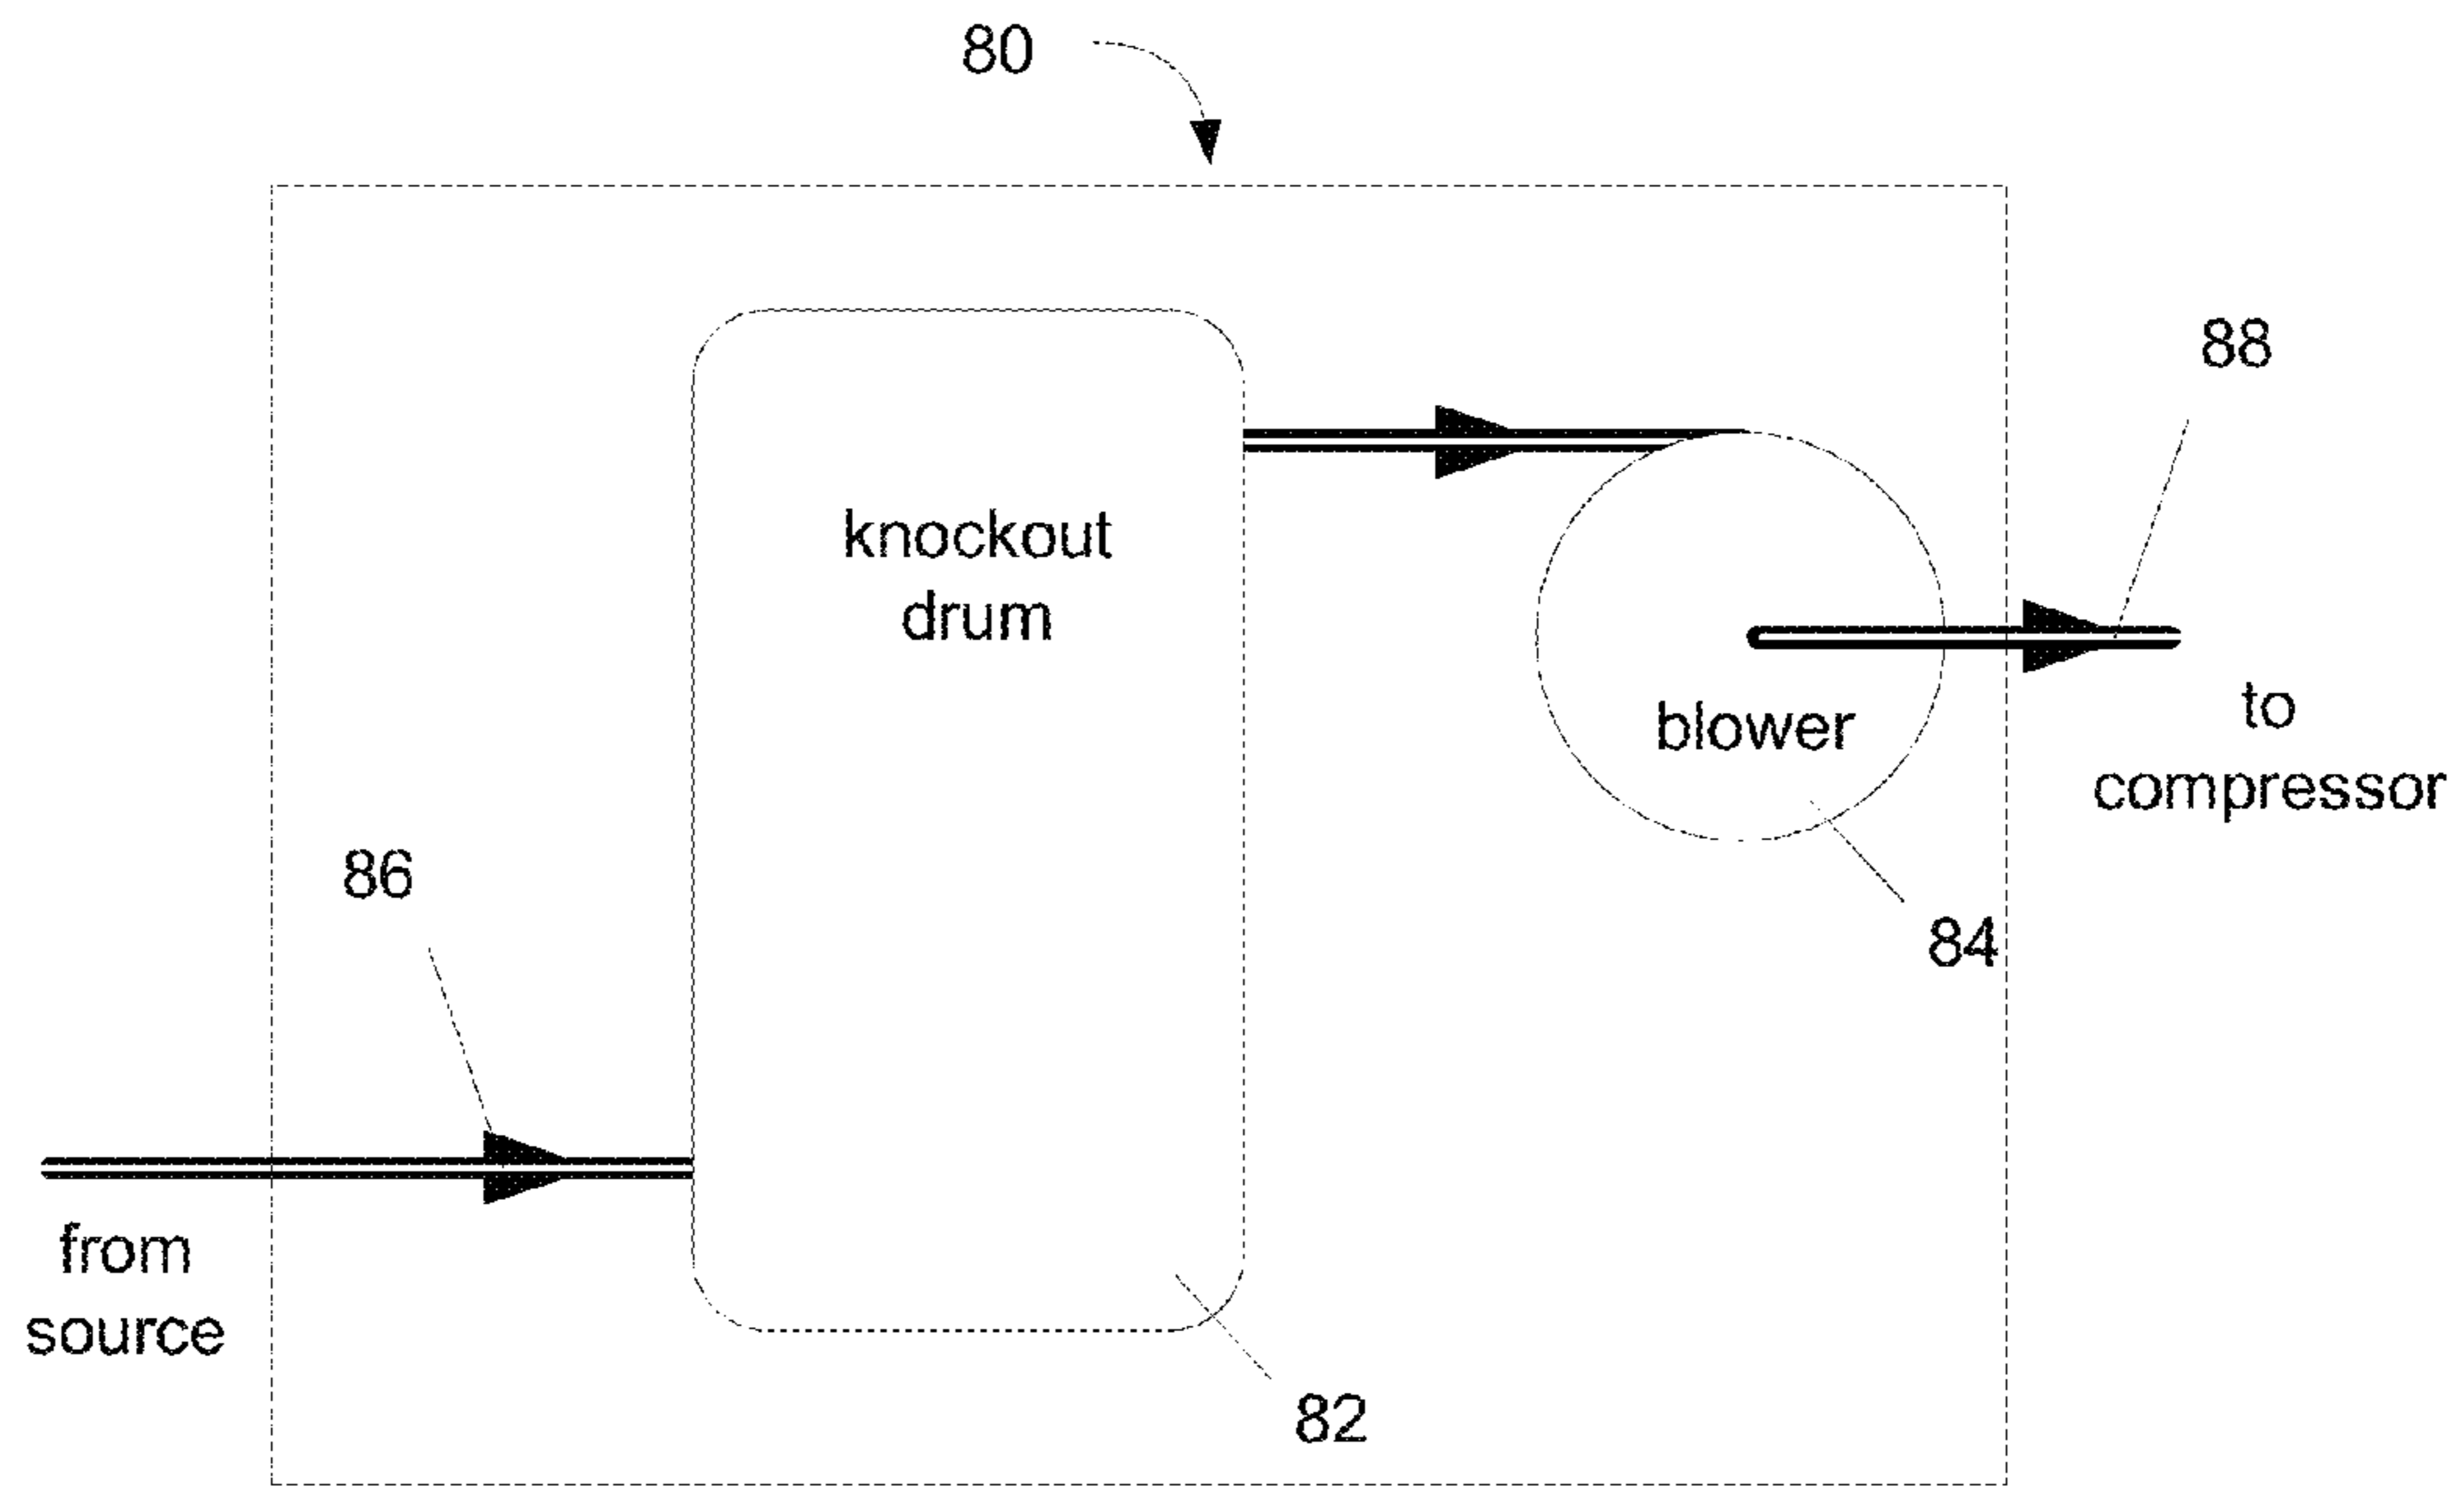 80
88
knockout
drum
blower
to
compressor
86
84
from
source
82